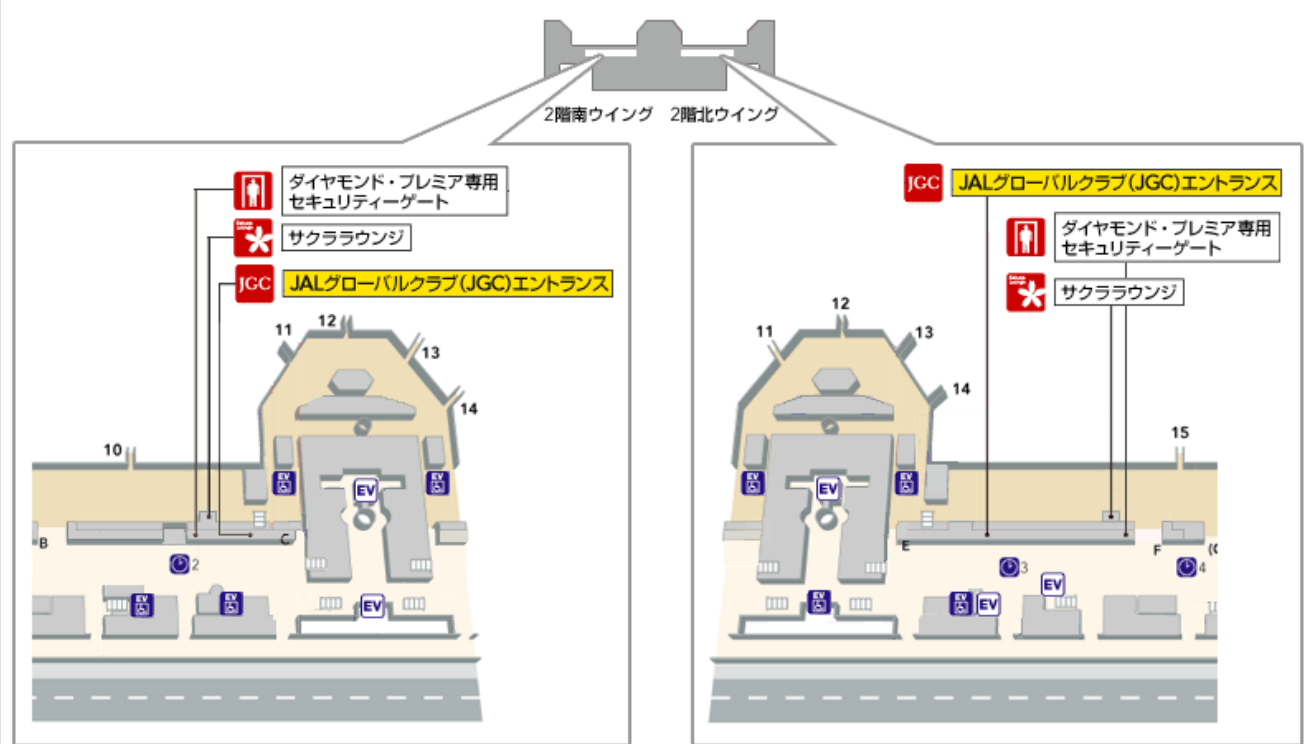 2階南ウイング 2階北ウイング
ダイヤモンド・プレミア専用
セキュリティーゲート
Sakura Lounge
サクララウンジ
JGC
JALグローバルクラブ(JGC)エントランス
11
12
13
14
10
EV
EV
EV
B
C
2
EV
EV
EV
JGC
JALグローバルクラブ(JGC)エントランス
ダイヤモンド・プレミア専用
セキュリティーゲート
Sakura Lounge
サクララウンジ
11
12
13
14
15
EV
EV
EV
E
F
3
4
EV
EV
EV
EV